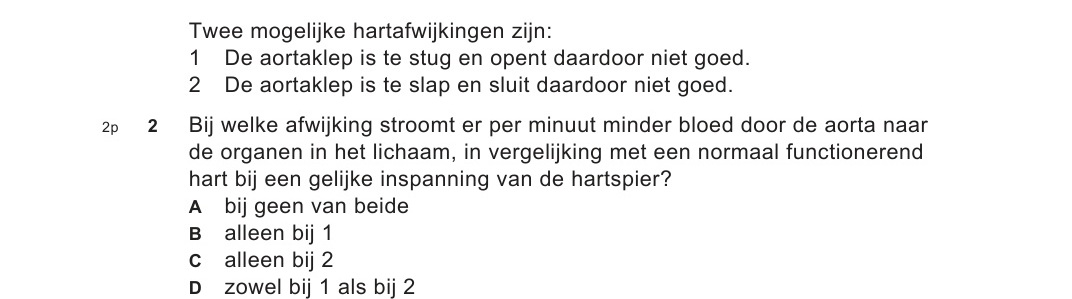 Twee mogelijke hartafwijkingen zijn:
1 De aortaklep is te stug en opent daardoor niet goed.
2 De aortaklep is te slap en sluit daardoor niet goed.
2p 2 Bij welke afwijking stroomt er per minuut minder bloed door de aorta naar
de organen in het lichaam, in vergelijking met een normaal functionerend
hart bij een gelijke inspanning van de hartspier?
A bij geen van beide
B alleen bij 1
C alleen bij 2
D zowel bij 1 als bij 2